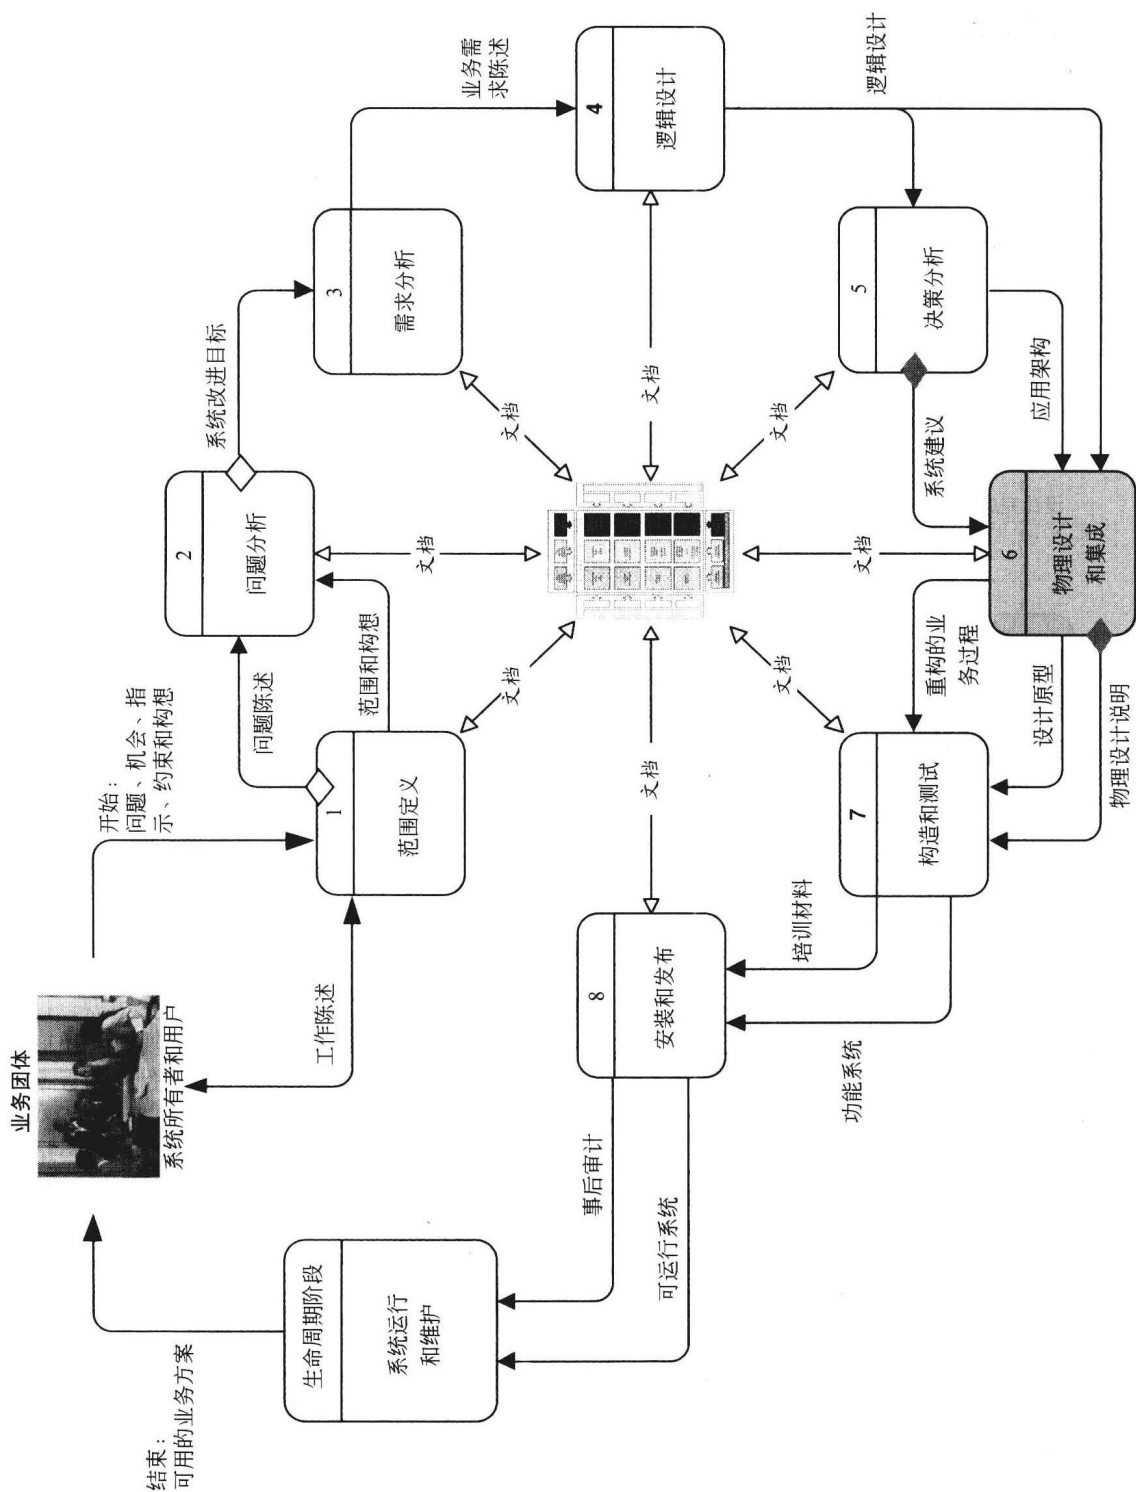 业务团体
系统所有者和用户
开始：
问题、机会、指
示、约束和构想
结束：
可用的业务方案
工作陈述
1
范围定义
问题陈述
范围和构想
2
问题分析
系统改进目标
3
需求分析
业务需
求陈述
4
逻辑设计
逻辑设计
5
决策分析
系统建议
应用架构
6
物理设计
和集成
重构的业
务过程
设计原型
物理设计说明
7
构造和测试
培训材料
功能系统
8
安装和发布
事后审计
可运行系统
生命周期阶段
系统运行
和维护
文档
文档
文档
文档
文档
文档
文档
文档